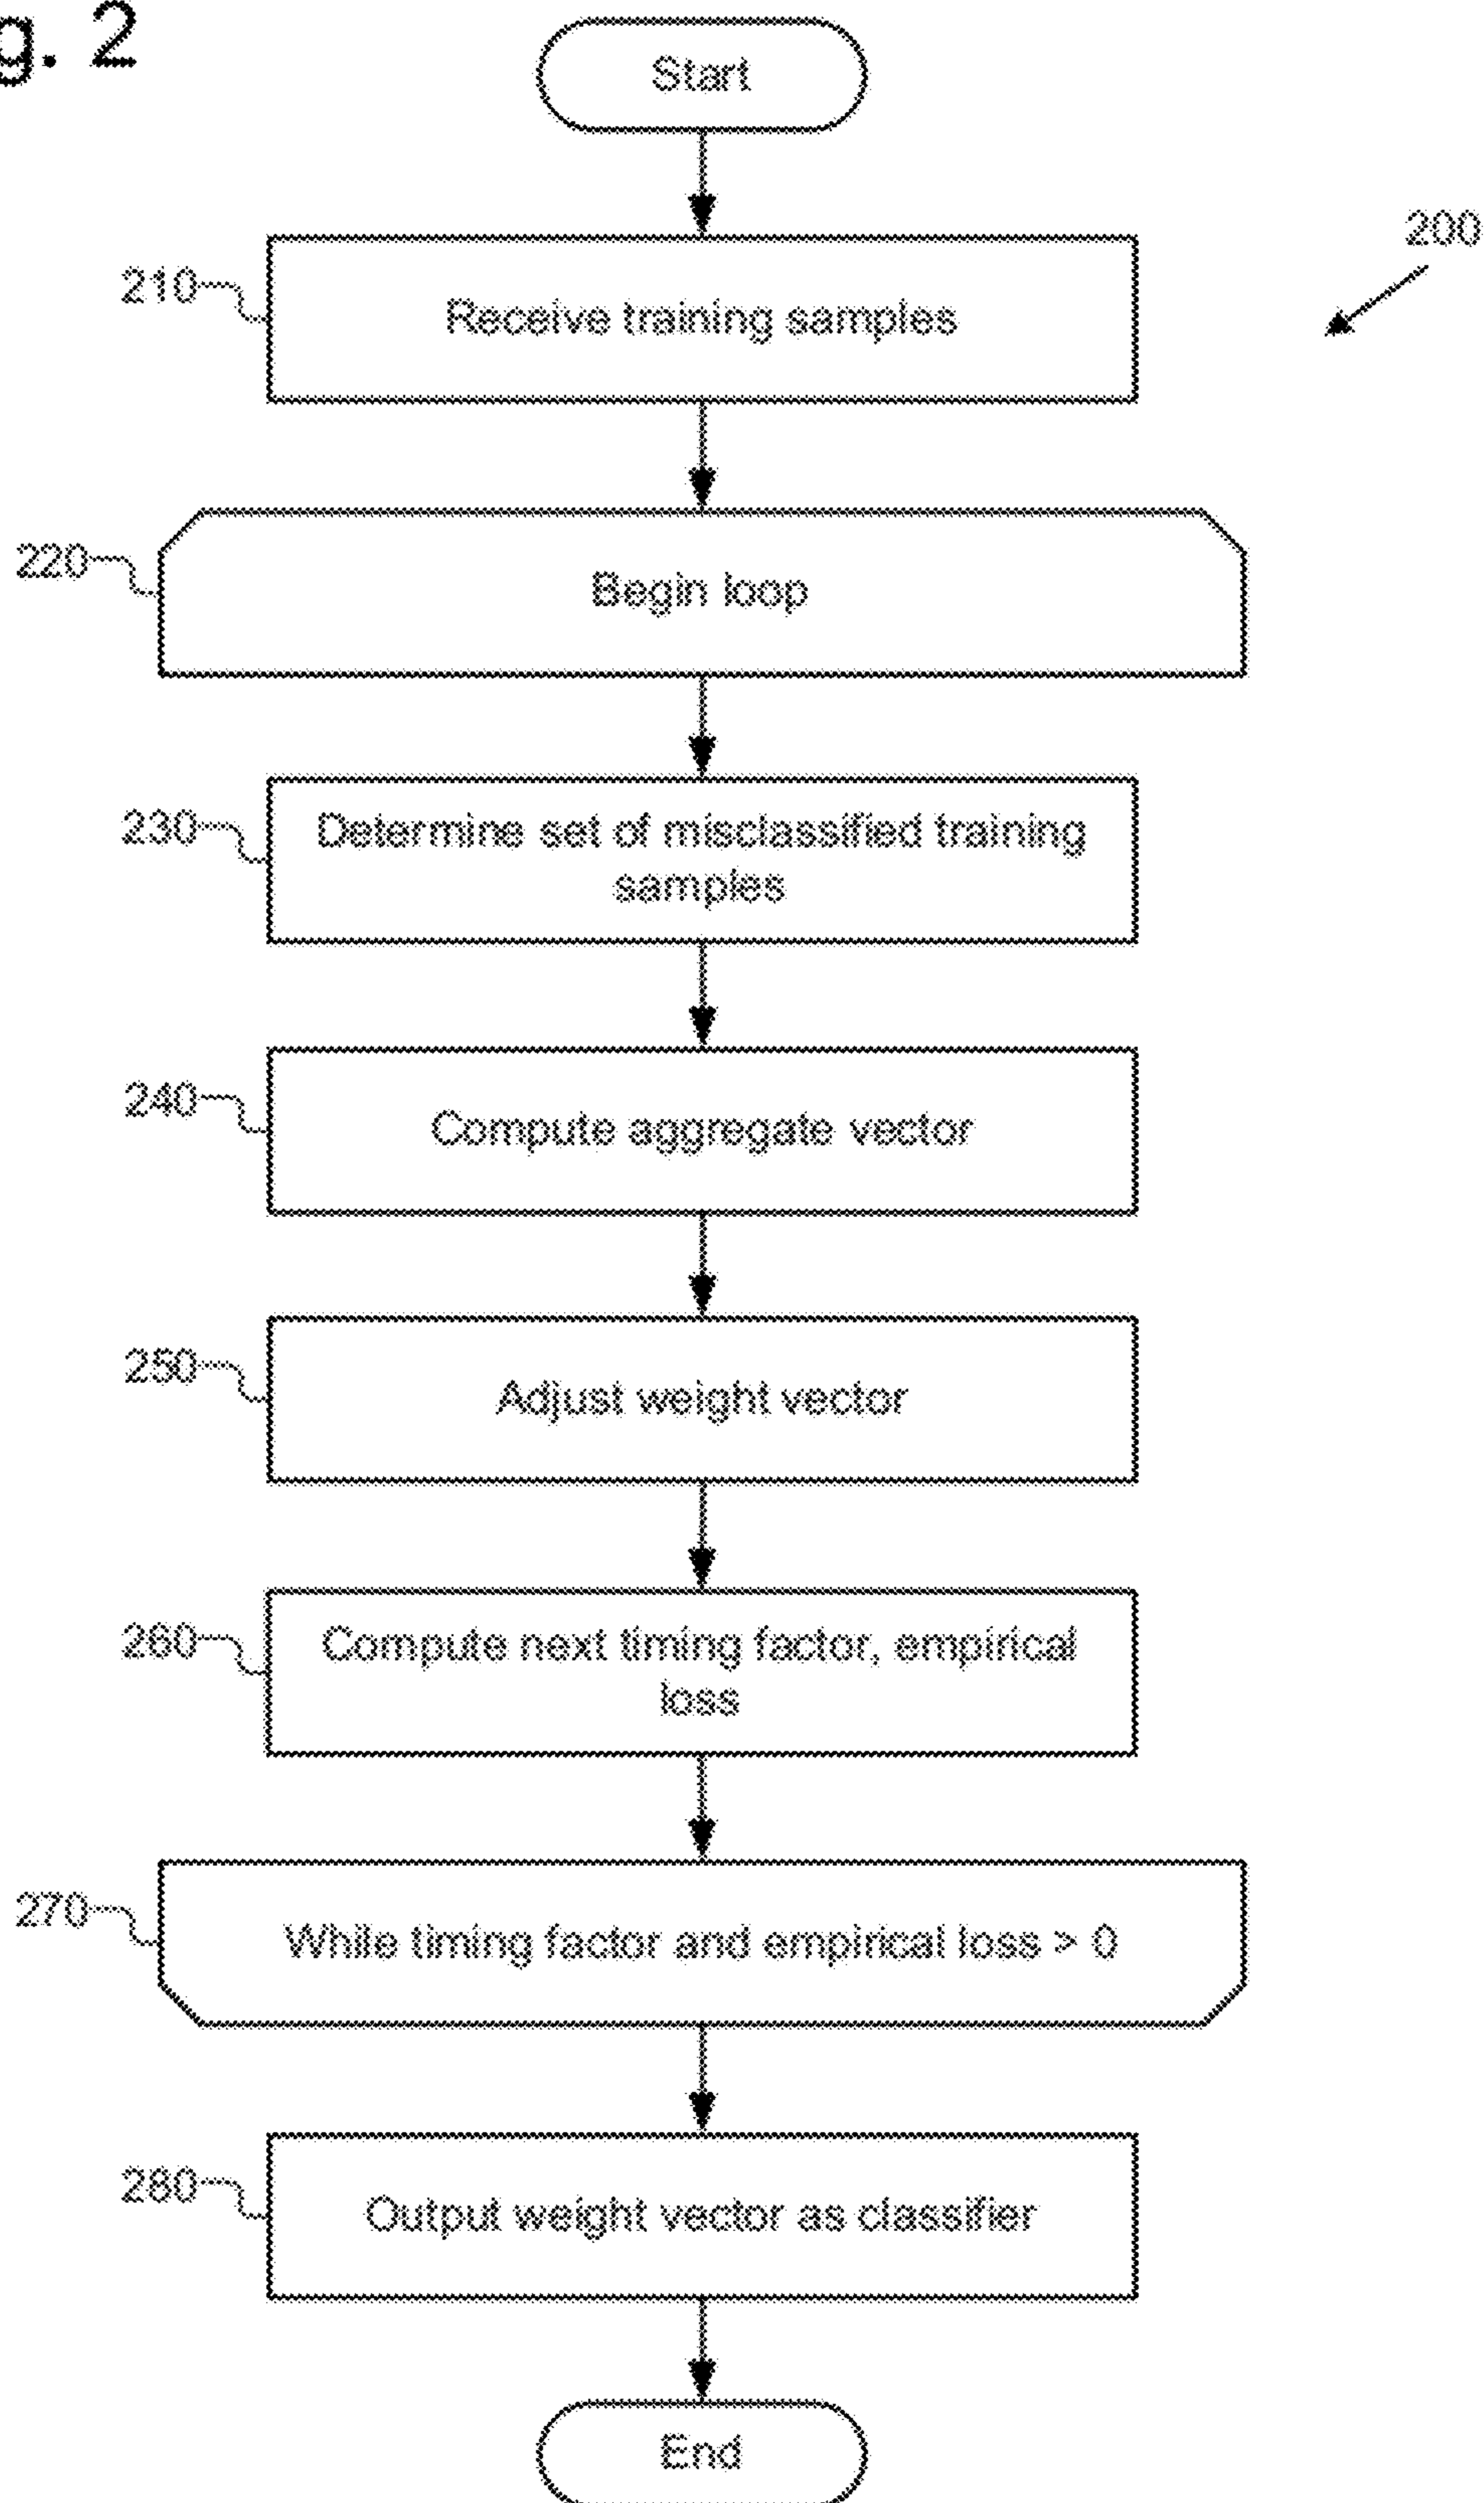 g. 2
Start
200
210
Receive training samples
220
Begin loop
230
Determine set of misclassified training
samples
240
Compute aggregate vector
250
Adjust weight vector
260
Compute next timing factor, empirical
loss
270
While timing factor and empirical loss > 0
280
Output weight vector as classifier
End